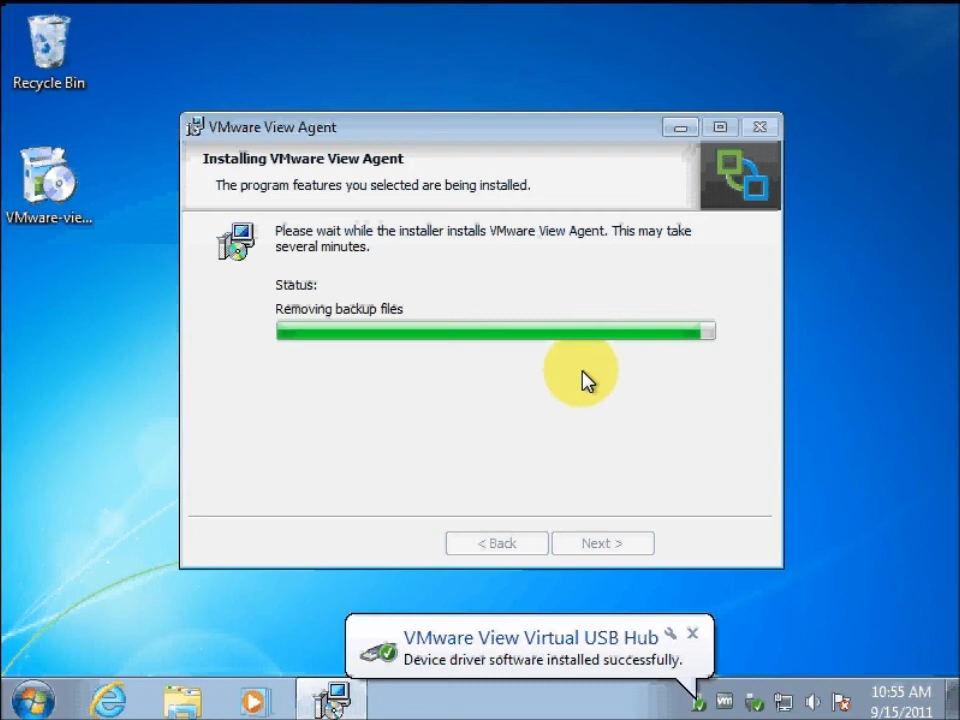 Recycle Bin
VMware-vie...
VMware View Agent
Installing VMware View Agent
The program features you selected are being installed.
Please wait while the installer installs VMware View Agent. This may take
several minutes.
Status:
Removing backup files
< Back
Next >
VMware View Virtual USB Hub
Device driver software installed successfully.
10:55 AM
9/15/2011